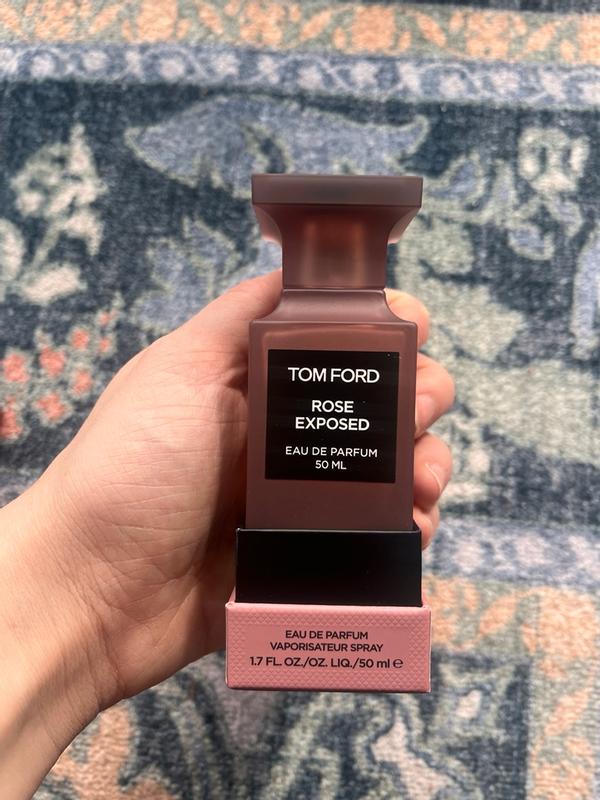 TOM FORD
ROSE
EXPOSED
EAU DE PARFUM
50 ML
EAU DE PARFUM
VAPORISATEUR SPRAY
1.7 FL. OZ./OZ. LIQ./50 ml ℮